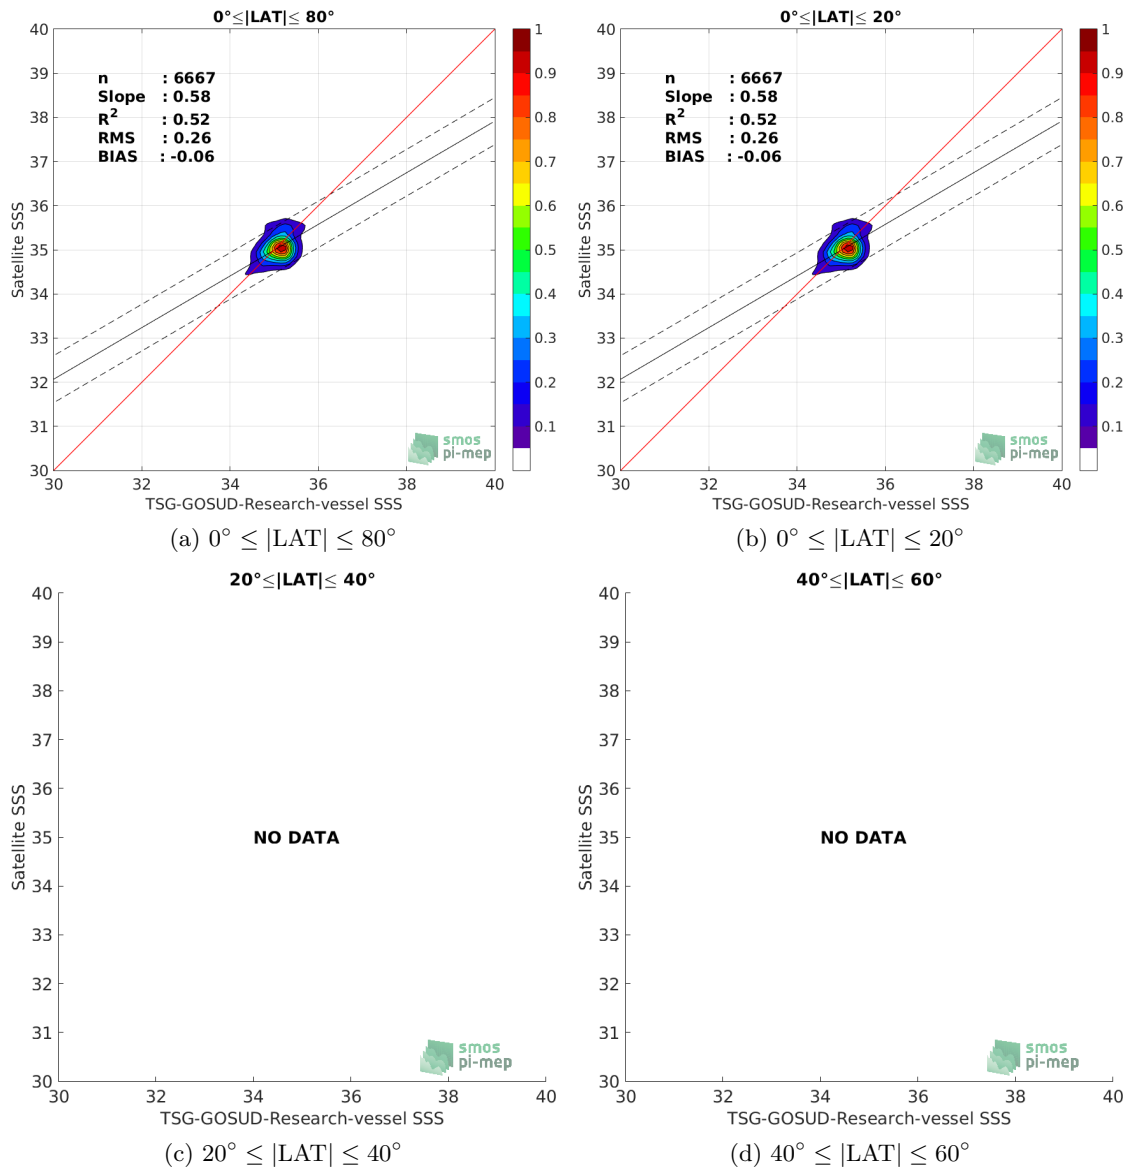 0°≤|LAT|≤ 80°
40
39
38
37
36
35
34
33
32
31
30
Satellite SSS
n : 6667
Slope : 0.58
R² : 0.52
RMS : 0.26
BIAS : -0.06
smos
pi-mep
30 32 34 36 38 40
TSG-GOSUD-Research-vessel SSS
1
0.9
0.8
0.7
0.6
0.5
0.4
0.3
0.2
0.1
(a) 0° ≤ |LAT| ≤ 80°
0°≤|LAT|≤ 20°
40
39
38
37
36
35
34
33
32
31
30
Satellite SSS
n : 6667
Slope : 0.58
R² : 0.52
RMS : 0.26
BIAS : -0.06
smos
pi-mep
30 32 34 36 38 40
TSG-GOSUD-Research-vessel SSS
1
0.9
0.8
0.7
0.6
0.5
0.4
0.3
0.2
0.1
(b) 0° ≤ |LAT| ≤ 20°
20°≤|LAT|≤ 40°
40
39
38
37
36
35
34
33
32
31
30
Satellite SSS
NO DATA
smos
pi-mep
30 32 34 36 38 40
TSG-GOSUD-Research-vessel SSS
(c) 20° ≤ |LAT| ≤ 40°
40°≤|LAT|≤ 60°
40
39
38
37
36
35
34
33
32
31
30
Satellite SSS
NO DATA
smos
pi-mep
30 32 34 36 38 40
TSG-GOSUD-Research-vessel SSS
(d) 40° ≤ |LAT| ≤ 60°